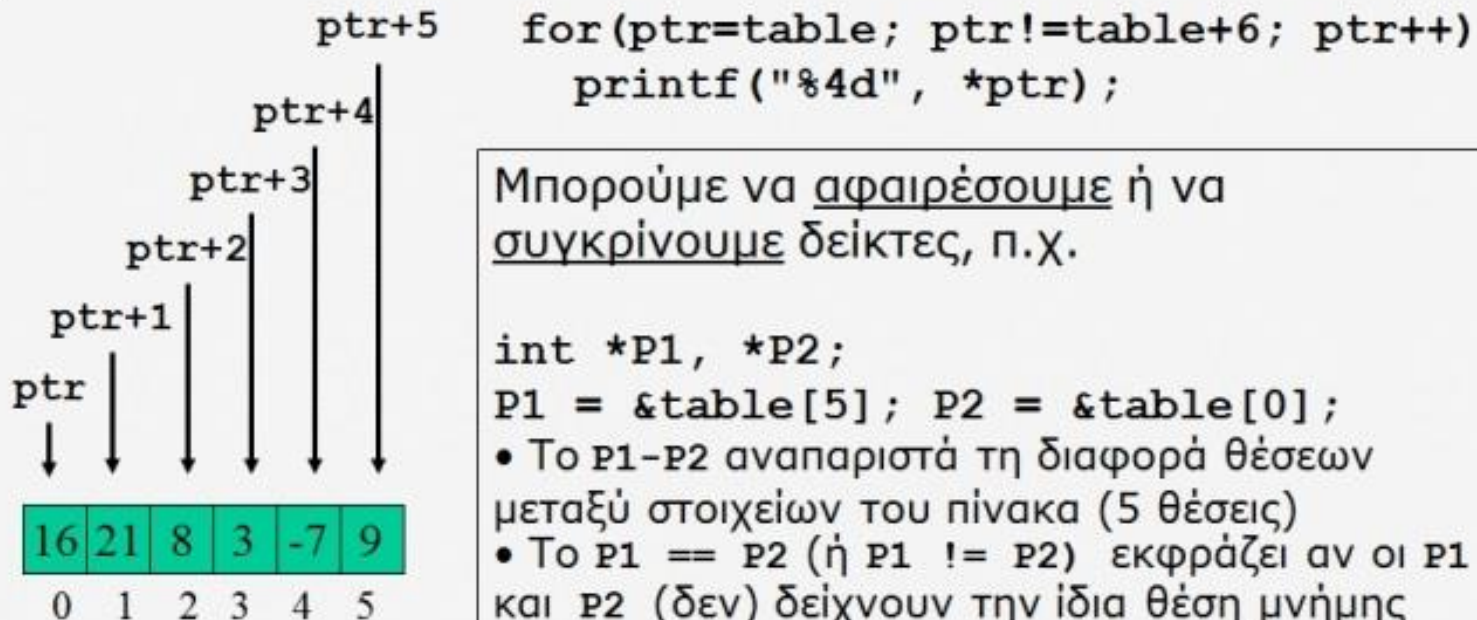 ptr+5
ptr+4
ptr+3
ptr+2
ptr+1
ptr
16 21 8 3 -7 9
0 1 2 3 4 5
for(ptr=table; ptr!=table+6; ptr++)
printf("%4d", *ptr);
Μπορούμε να αφαιρέσουμε ή να
συγκρίνουμε δείκτες, π.χ.
int *P1, *P2;
P1 = &table[5]; P2 = &table[0];
• Το P1-P2 αναπαριστά τη διαφορά θέσεων
μεταξύ στοιχείων του πίνακα (5 θέσεις)
• Το P1 == P2 (ή P1 != P2) εκφράζει αν οι P1
και P2 (δεν) δείχνουν την ίδια θέση μνήμης